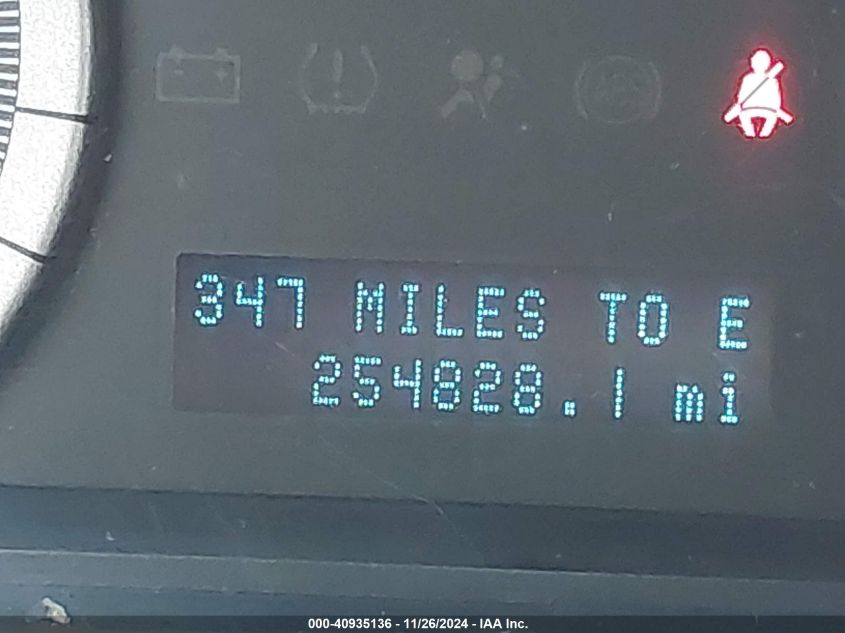 347 MILES TO E
254828.1 mi
000-40935136 - 11/26/2024 - IAA Inc.